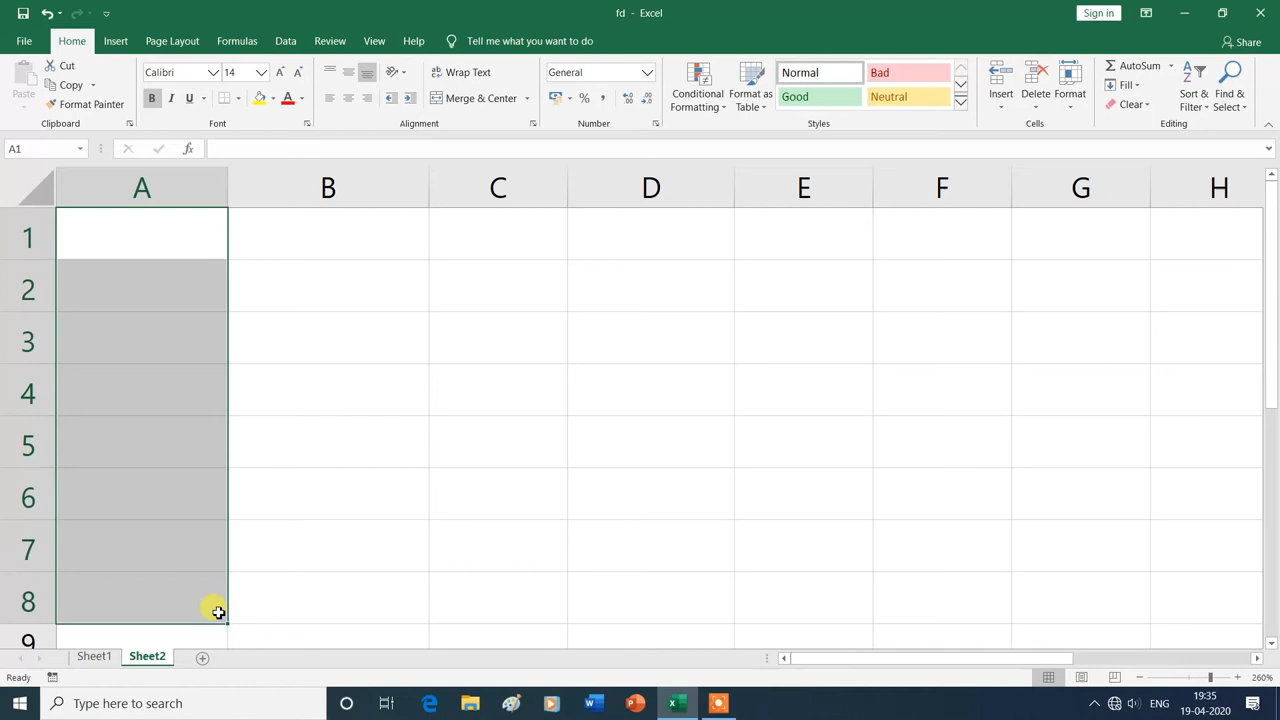 fd - Excel
Sign in
File Home Insert Page Layout Formulas Data Review View Help Tell me what you want to do Share
Paste
Cut
Copy
Format Painter
Clipboard
Calibri 14
B I U A
Font
Wrap Text
Merge & Center
Alignment
General
% ,
Number
Conditional Formatting
Format as Table
Normal Bad
Good Neutral
Styles
Insert Delete Format
Cells
AutoSum
Fill
Clear
Sort & Filter
Find & Select
Editing
A1 fx
A B C D E F G H
1
2
3
4
5
6
7
8
9
Sheet1 Sheet2
Ready 260%
Type here to search
ENG
19:35
19-04-2020